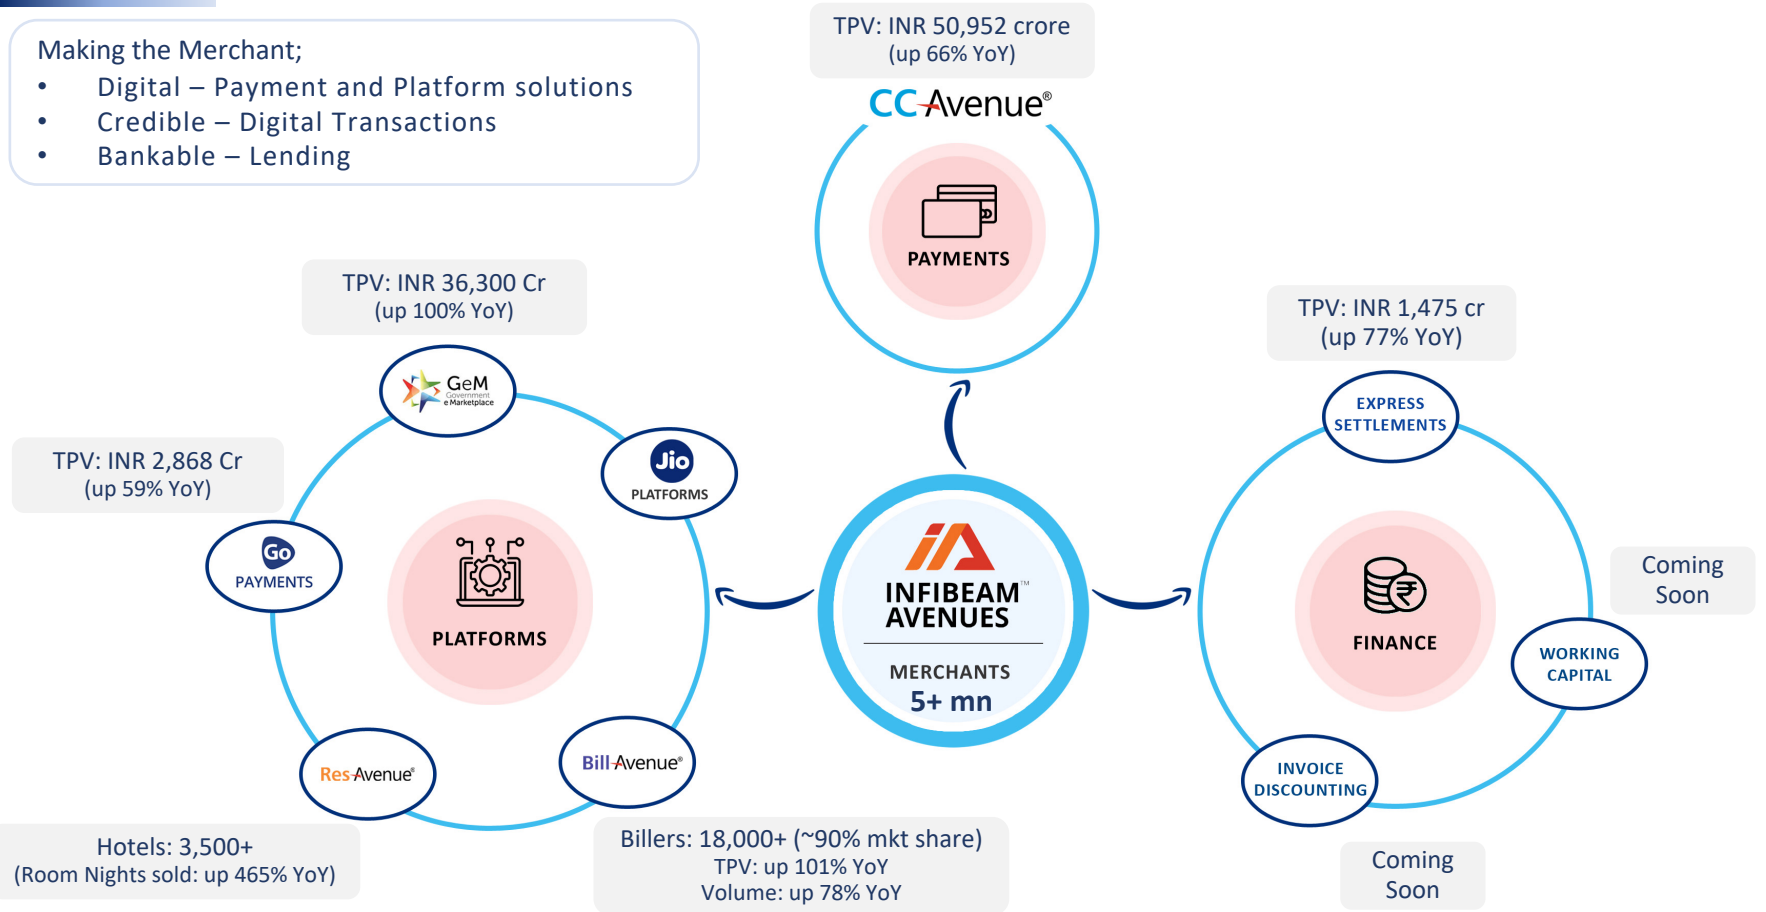 Making the Merchant;
• Digital – Payment and Platform solutions
• Credible – Digital Transactions
• Bankable – Lending
TPV: INR 50,952 crore
(up 66% YoY)
CCAvenue®
PAYMENTS
TPV: INR 36,300 Cr
(up 100% YoY)
GeM
Government
e Marketplace
Jio
PLATFORMS
TPV: INR 2,868 Cr
(up 59% YoY)
Go
PAYMENTS
PLATFORMS
ResAvenue®
Hotels: 3,500+
(Room Nights sold: up 465% YoY)
BillAvenue®
Billers: 18,000+ (~90% mkt share)
TPV: up 101% YoY
Volume: up 78% YoY
INFIBEAM™
AVENUES
MERCHANTS
5+ mn
TPV: INR 1,475 cr
(up 77% YoY)
EXPRESS
SETTLEMENTS
FINANCE
Coming
Soon
WORKING
CAPITAL
INVOICE
DISCOUNTING
Coming
Soon